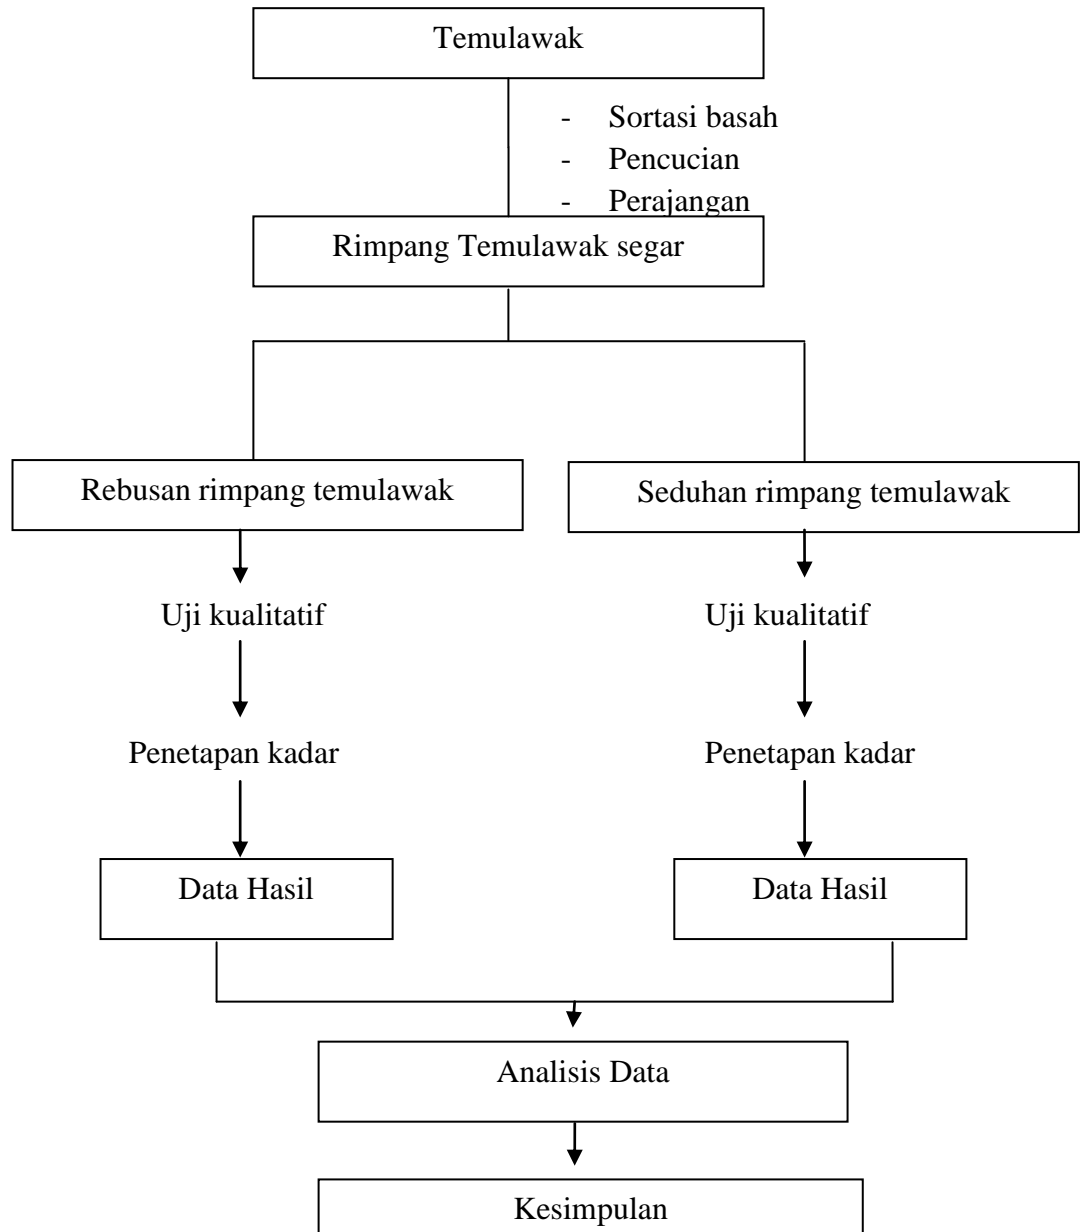 Temulawak
- Sortasi basah
- Pencucian
- Perajangan
Rimpang Temulawak segar
Rebusan rimpang temulawak
Seduhan rimpang temulawak
Uji kualitatif
Uji kualitatif
Penetapan kadar
Penetapan kadar
Data Hasil
Data Hasil
Analisis Data
Kesimpulan